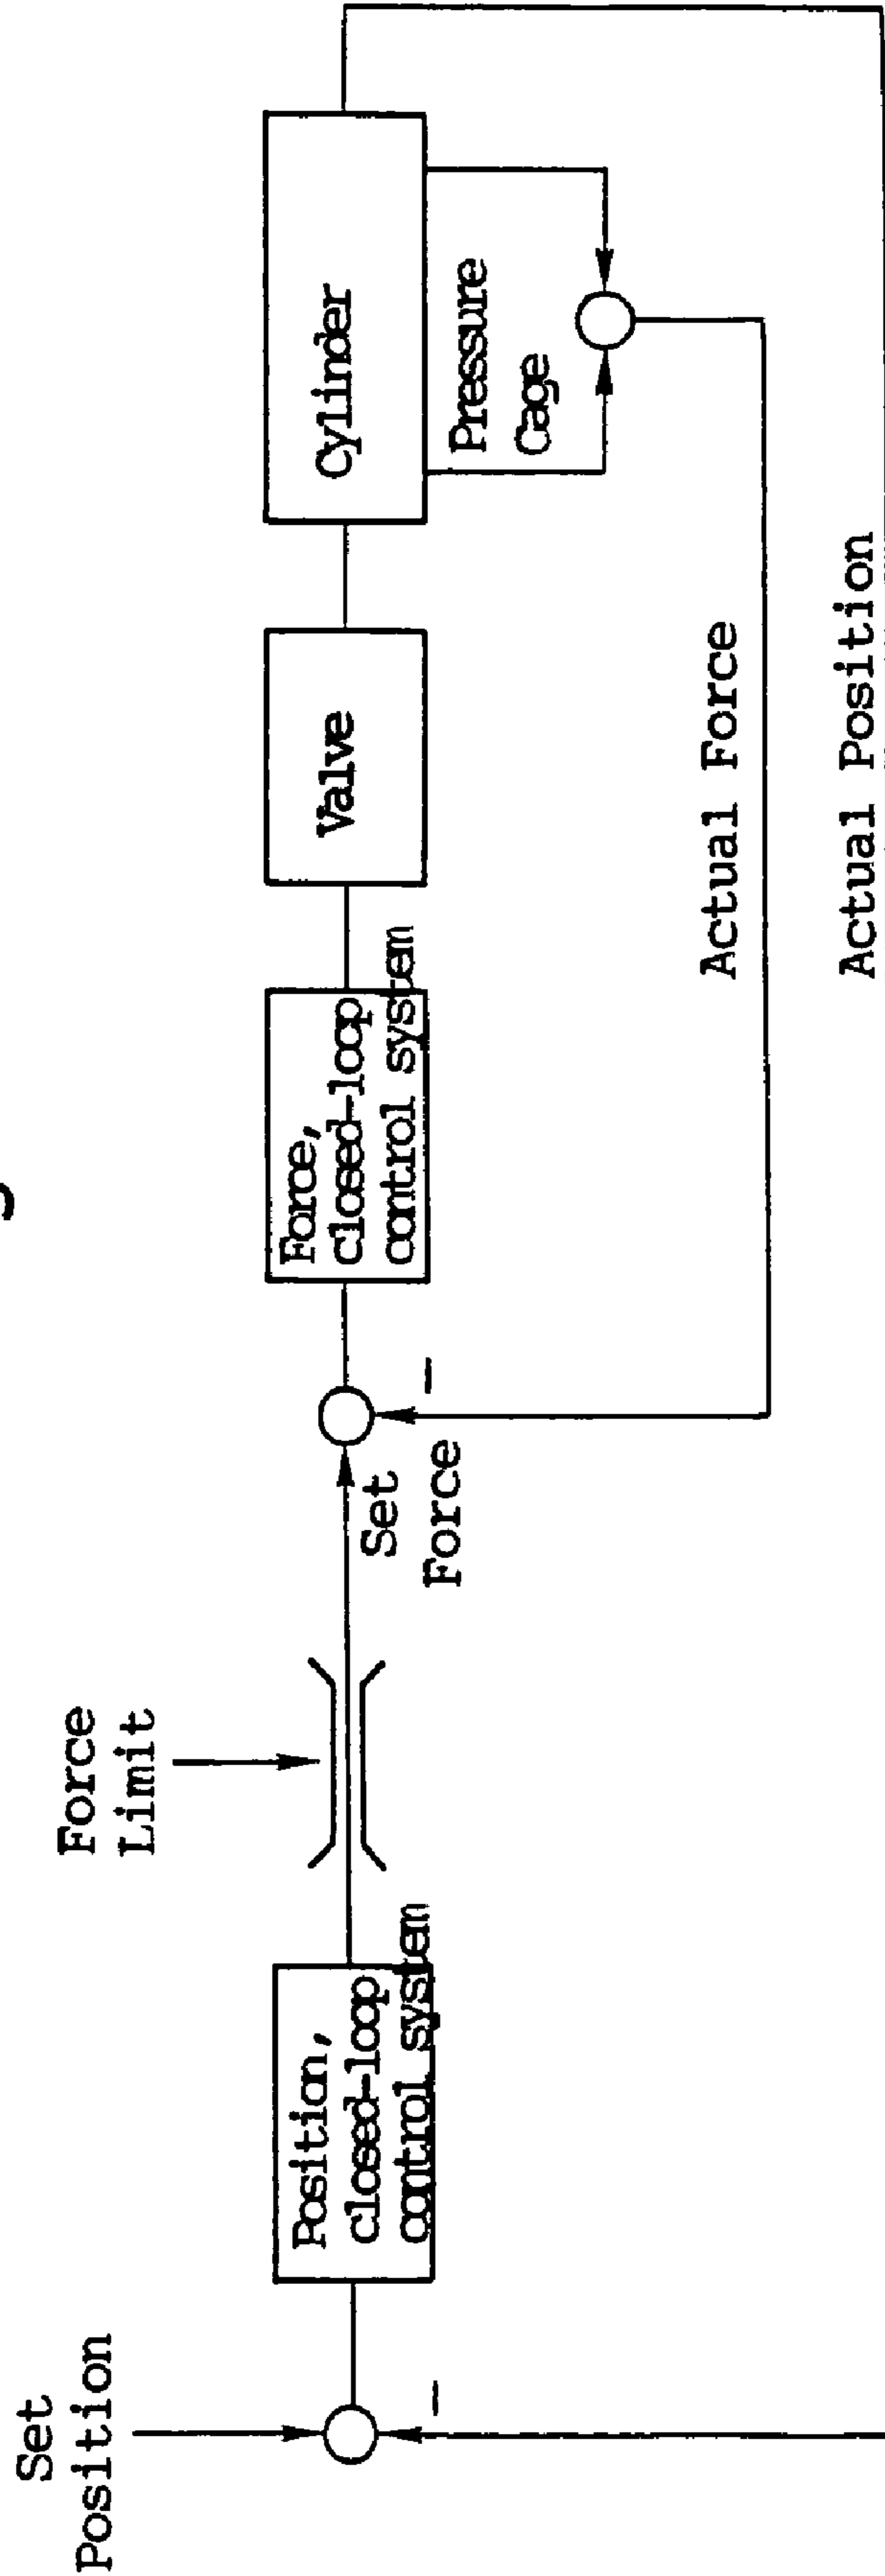 Set
Position
Position,
closed-loop
control system
Force
Limit
Set
Force
Force,
closed-loop
control system
Valve
Cylinder
Pressure
Cage
Actual Force
Actual Position